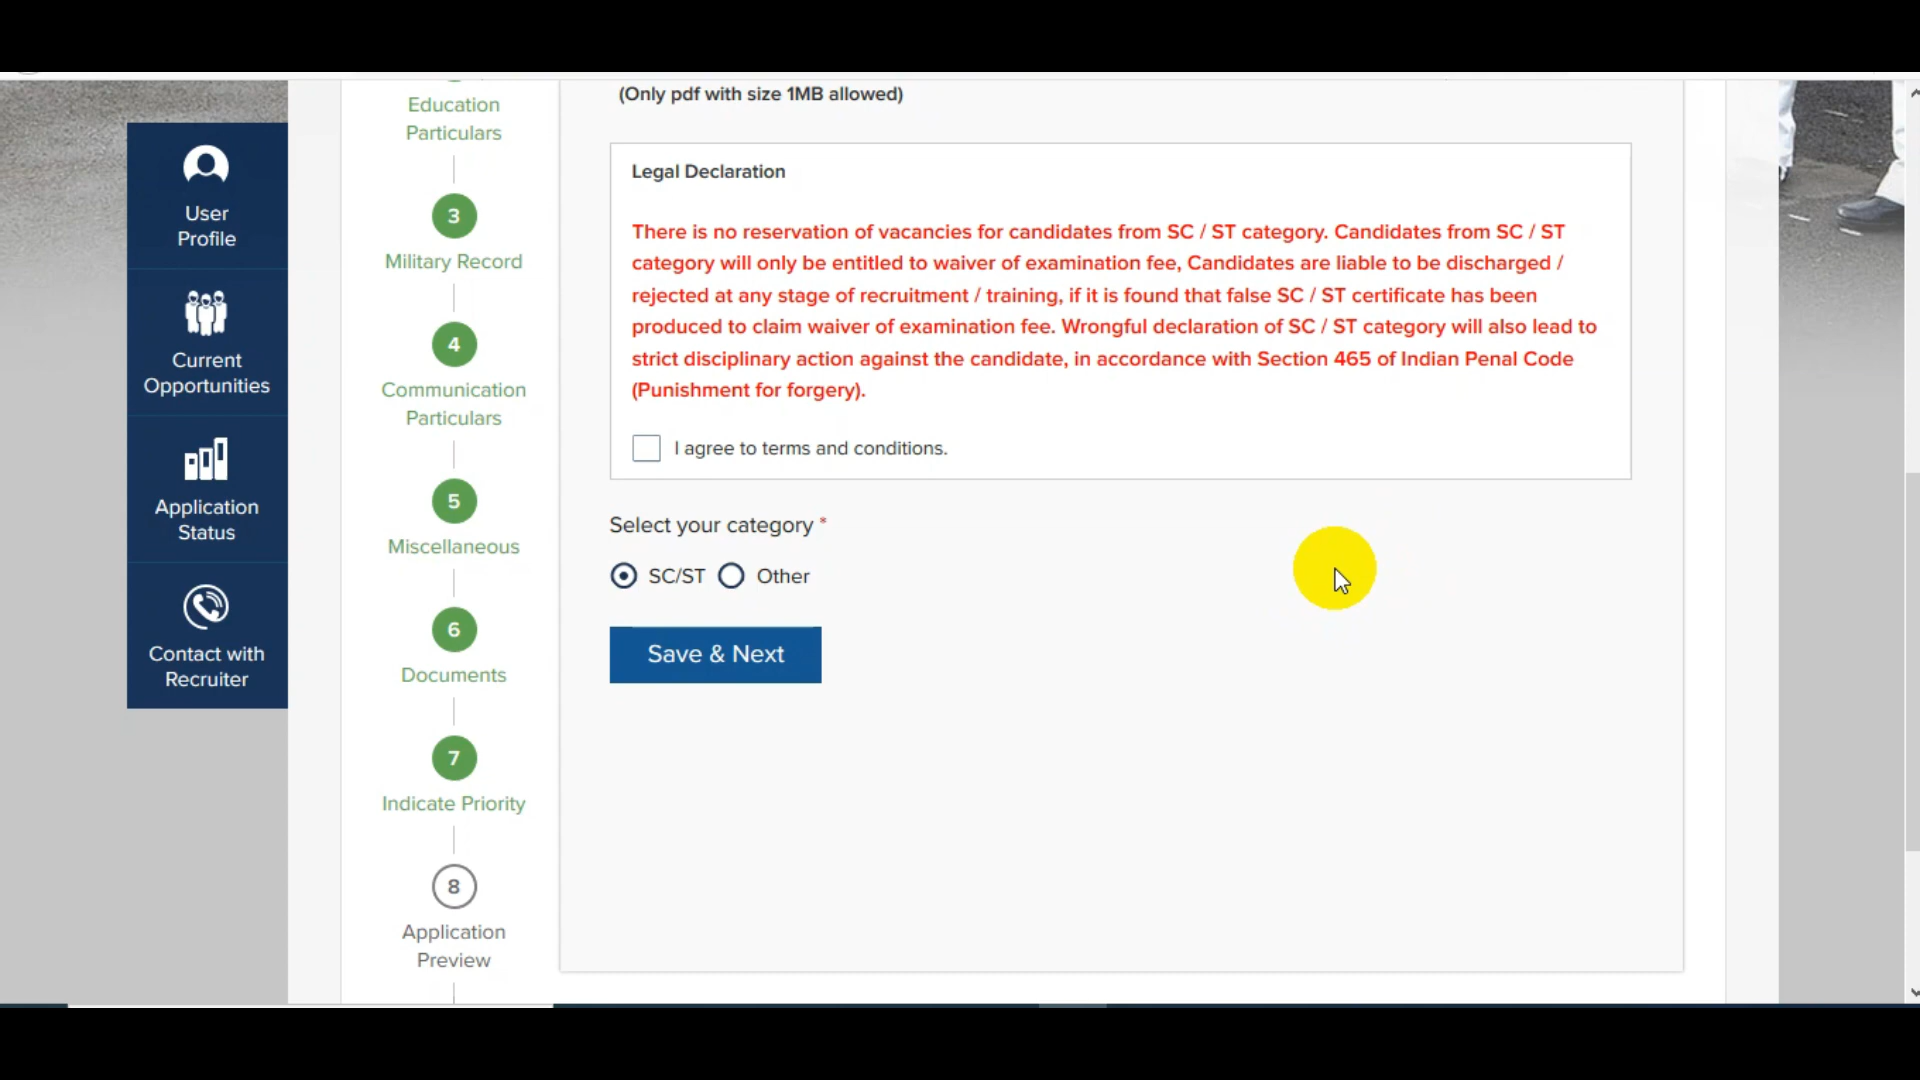 User
Profile
Current
Opportunities
Application
Status
Contact with
Recruiter
Education
Particulars
3
Military Record
4
Communication
Particulars
5
Miscellaneous
6
Documents
7
Indicate Priority
8
Application
Preview
(Only pdf with size 1MB allowed)
Legal Declaration
There is no reservation of vacancies for candidates from SC / ST category. Candidates from SC / ST
category will only be entitled to waiver of examination fee, Candidates are liable to be discharged /
rejected at any stage of recruitment / training, if it is found that false SC / ST certificate has been
produced to claim waiver of examination fee. Wrongful declaration of SC / ST category will also lead to
strict disciplinary action against the candidate, in accordance with Section 465 of Indian Penal Code
(Punishment for forgery).
I agree to terms and conditions.
Select your category *
SC/ST Other
Save & Next